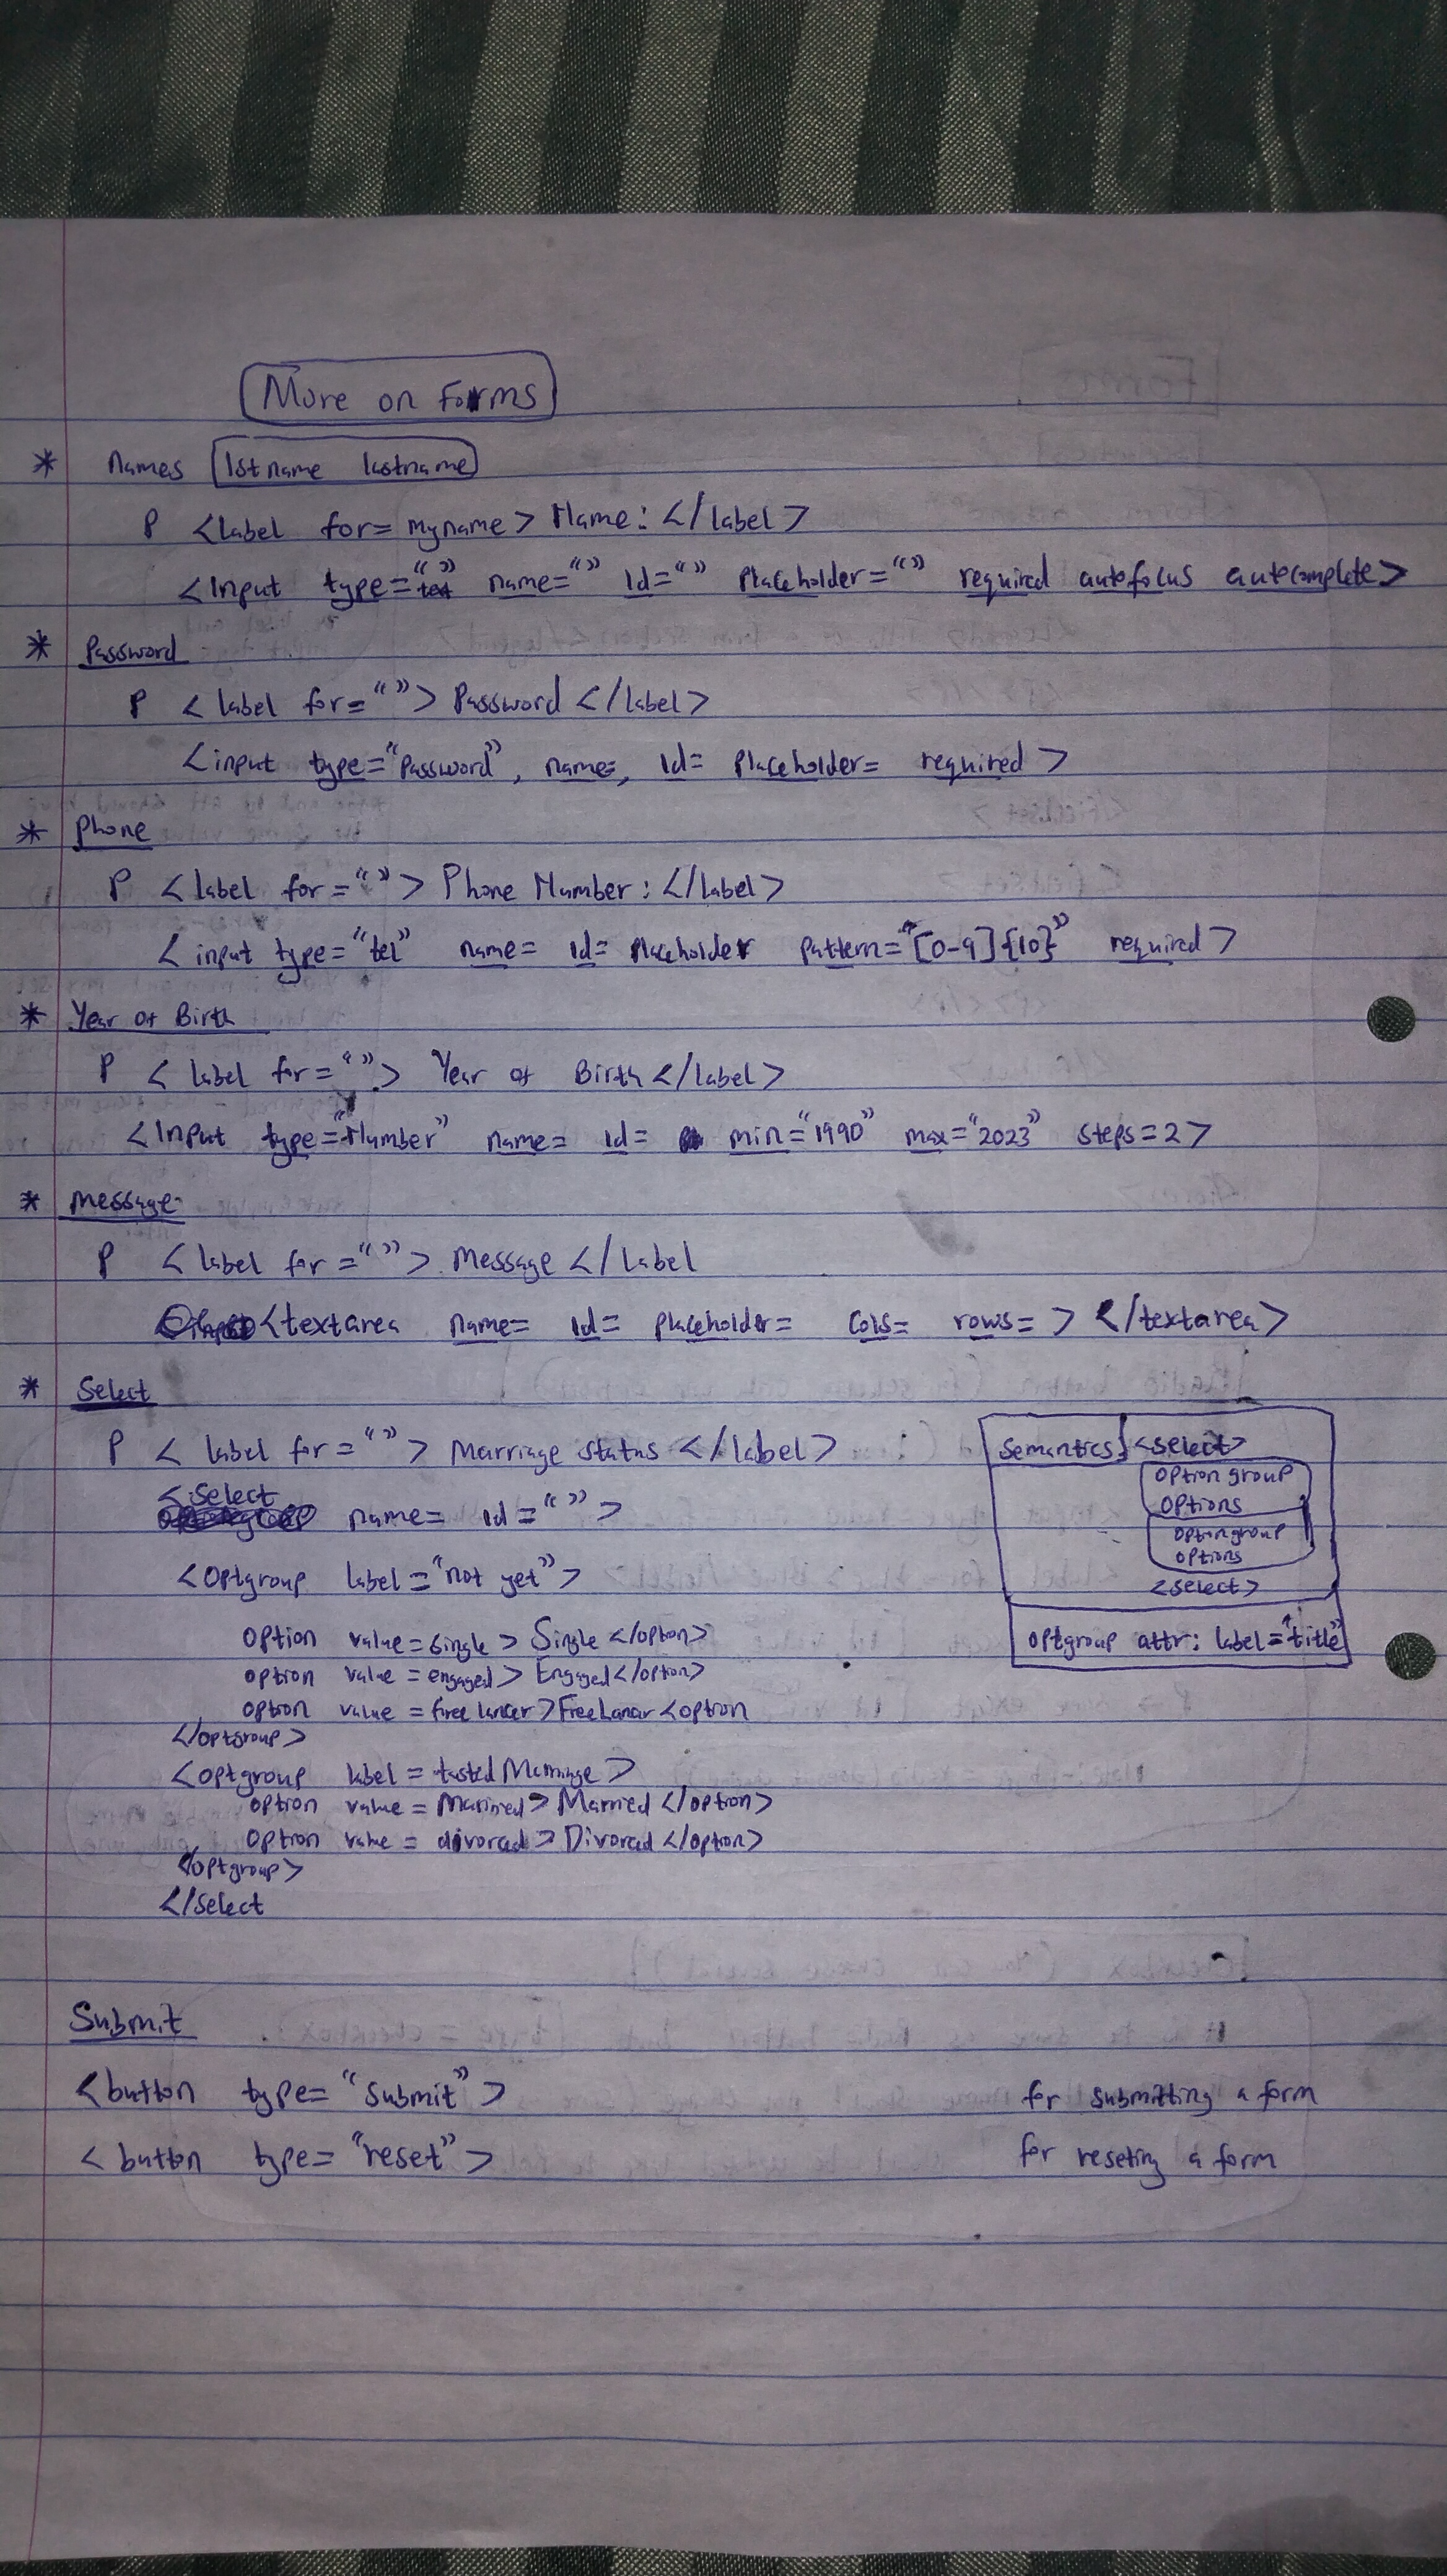 More on forms
* Names 1st name lastname
P <label for= myname> Name: </label>
<Input type="text" name="" Id="" Placeholder="" required autofocus autocomplete>
* Password
P <label for=""> Password </label>
<input type="Password", name=, Id= Placeholder= required >
* Phone
P <label for=""> Phone Number: </label>
<input type="tel" name= id= placeholder pattern="[0-9]{10}" required>
* Year of Birth
P <label for=""> Year of Birth </label>
<Input type="Number" name= id= min="1990" max="2023" steps=2>
* Message
P <label for=""> Message </label
<textarea name= id= placeholder= Cols= rows= > </textarea>
* Select
P <label for=""> Marriage status </label>
<select
name= id="" >
<Optgroup label="not yet">
Option value=single> Single </option>
option value = engaged> Engaged </option>
option value = free lancer>
</optgroup>
<optgroup label = tasted Marriage >
option value = Married> Married </option>
Option value = divorced> Divorced </option>
</optgroup>
</select
Semantics <select>
option group
options
optiongroup
options
<select>
optgroup attr: label="title"
Submit
<button type= "submit"> for submitting a form
<button type= "reset"> for reseting a form